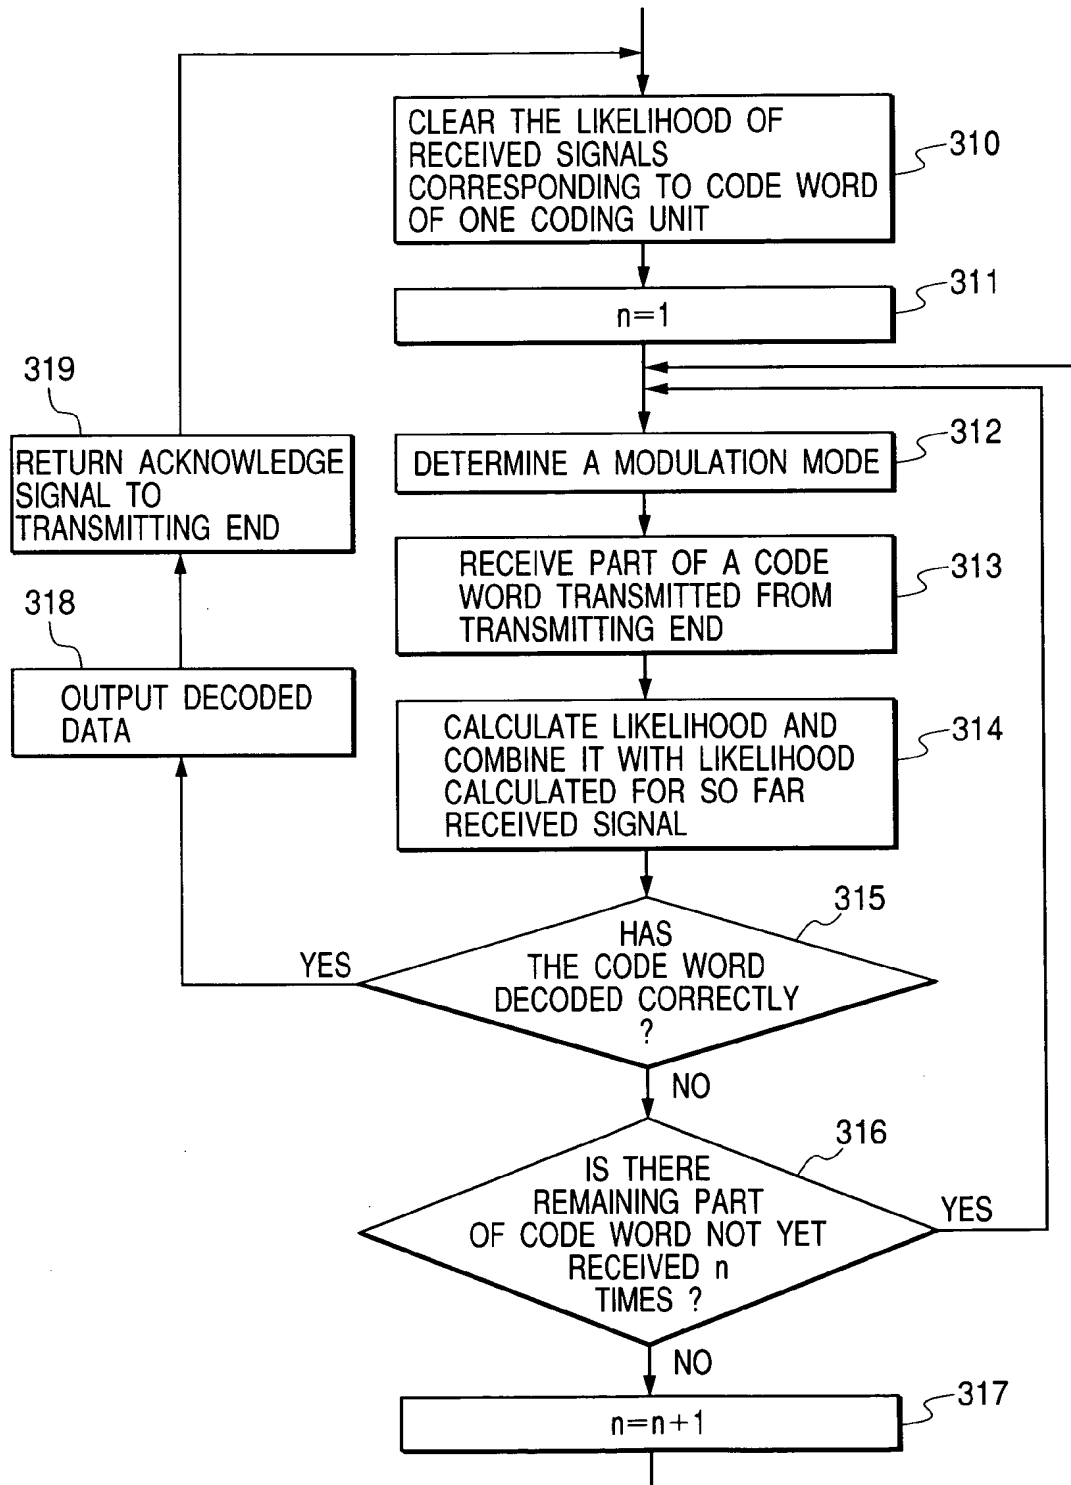 CLEAR THE LIKELIHOOD OF
RECEIVED SIGNALS
CORRESPONDING TO CODE WORD
OF ONE CODING UNIT
310
n=1
311
DETERMINE A MODULATION MODE
312
RECEIVE PART OF A CODE
WORD TRANSMITTED FROM
TRANSMITTING END
313
CALCULATE LIKELIHOOD AND
COMBINE IT WITH LIKELIHOOD
CALCULATED FOR SO FAR
RECEIVED SIGNAL
314
HAS
THE CODE WORD
DECODED CORRECTLY
?
315
YES
NO
IS THERE
REMAINING PART
OF CODE WORD NOT YET
RECEIVED n
TIMES ?
316
YES
NO
n=n+1
317
OUTPUT DECODED
DATA
318
RETURN ACKNOWLEDGE
SIGNAL TO
TRANSMITTING END
319